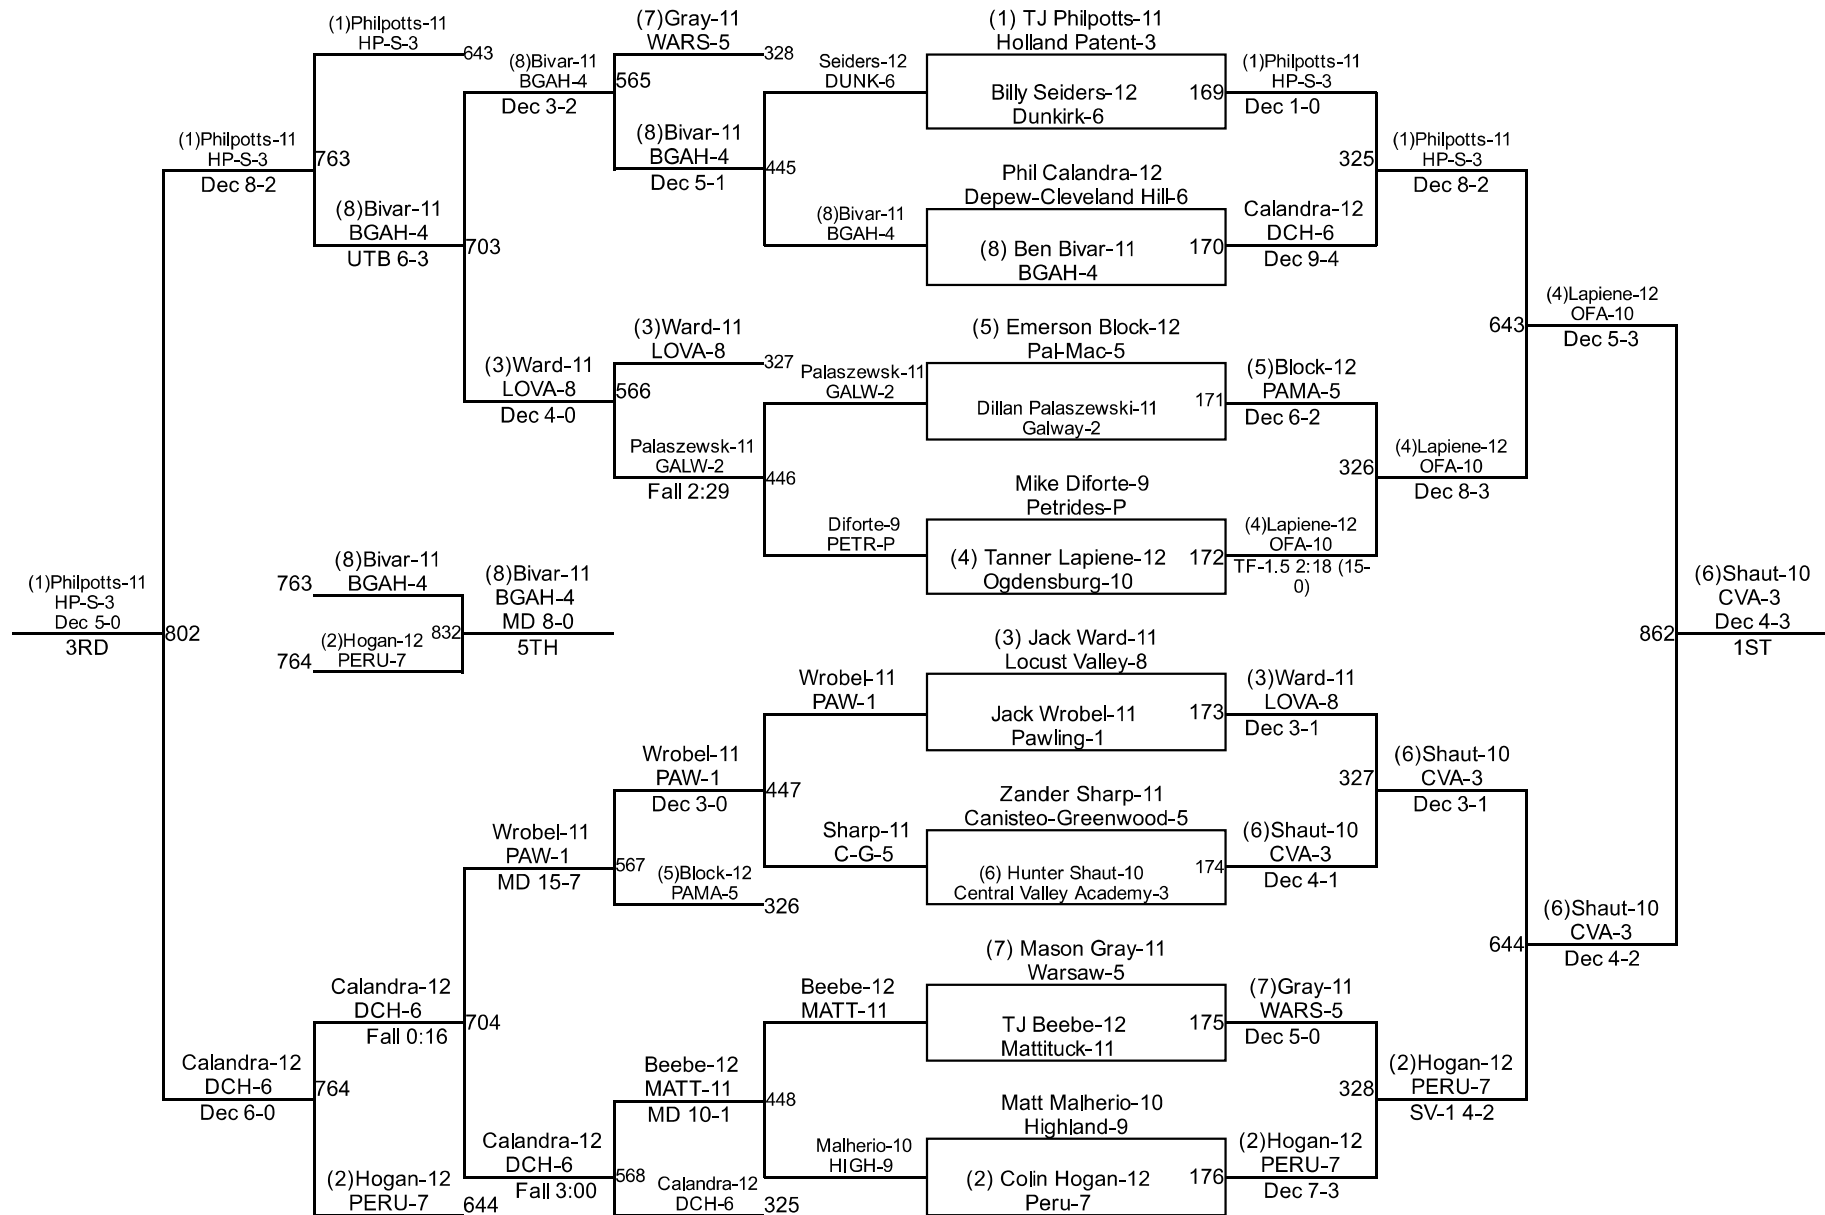 (1)Philpotts-11
HP-S-3
643
(8)Bivar-11
BGAH-4
Dec 3-2
(7)Gray-11
WARS-5
328
565
Seiders-12
DUNK-6
(1) TJ Philpotts-11
Holland Patent-3
Billy Seiders-12
Dunkirk-6
169
(1)Philpotts-11
HP-S-3
Dec 1-0
(1)Philpotts-11
HP-S-3
Dec 8-2
763
(8)Bivar-11
BGAH-4
Dec 5-1
445
325
(1)Philpotts-11
HP-S-3
Dec 8-2
(8)Bivar-11
BGAH-4
UTB 6-3
703
(8)Bivar-11
BGAH-4
Phil Calandra-12
Depew-Cleveland Hill-6
(8) Ben Bivar-11
BGAH-4
170
Calandra-12
DCH-6
Dec 9-4
(3)Ward-11
LOVA-8
327
(3)Ward-11
LOVA-8
Dec 4-0
566
Palaszewsk-11
GALW-2
(5) Emerson Block-12
Pal-Mac-5
Dillan Palaszewski-11
Galway-2
171
(5)Block-12
PAMA-5
Dec 6-2
643
(4)Lapiene-12
OFA-10
Dec 5-3
Palaszewsk-11
GALW-2
Fall 2:29
446
326
(4)Lapiene-12
OFA-10
Dec 8-3
Diforte-9
PETR-P
Mike Diforte-9
Petrides-P
(4) Tanner Lapiene-12
Ogdensburg-10
172
(4)Lapiene-12
OFA-10
TF-1.5 2:18 (15-
0)
(1)Philpotts-11
HP-S-3
Dec 5-0
3RD
802
763
(8)Bivar-11
BGAH-4
764
(2)Hogan-12
PERU-7
832
(8)Bivar-11
BGAH-4
MD 8-0
5TH
862
(6)Shaut-10
CVA-3
Dec 4-3
1ST
Wrobel-11
PAW-1
(3) Jack Ward-11
Locust Valley-8
Jack Wrobel-11
Pawling-1
173
(3)Ward-11
LOVA-8
Dec 3-1
Wrobel-11
PAW-1
Dec 3-0
447
327
(6)Shaut-10
CVA-3
Dec 3-1
Wrobel-11
PAW-1
MD 15-7
567
(5)Block-12
PAMA-5
326
Sharp-11
C-G-5
Zander Sharp-11
Canisteo-Greenwood-5
(6) Hunter Shaut-10
Central Valley Academy-3
174
(6)Shaut-10
CVA-3
Dec 4-1
644
(6)Shaut-10
CVA-3
Dec 4-2
Calandra-12
DCH-6
Fall 0:16
704
Beebe-12
MATT-11
(7) Mason Gray-11
Warsaw-5
TJ Beebe-12
Mattituck-11
175
(7)Gray-11
WARS-5
Dec 5-0
Calandra-12
DCH-6
Dec 6-0
764
Beebe-12
MATT-11
MD 10-1
448
328
(2)Hogan-12
PERU-7
SV-1 4-2
(2)Hogan-12
PERU-7
644
Calandra-12
DCH-6
Fall 3:00
568
Calandra-12
DCH-6
325
Malherio-10
HIGH-9
Matt Malherio-10
Highland-9
(2) Colin Hogan-12
Peru-7
176
(2)Hogan-12
PERU-7
Dec 7-3